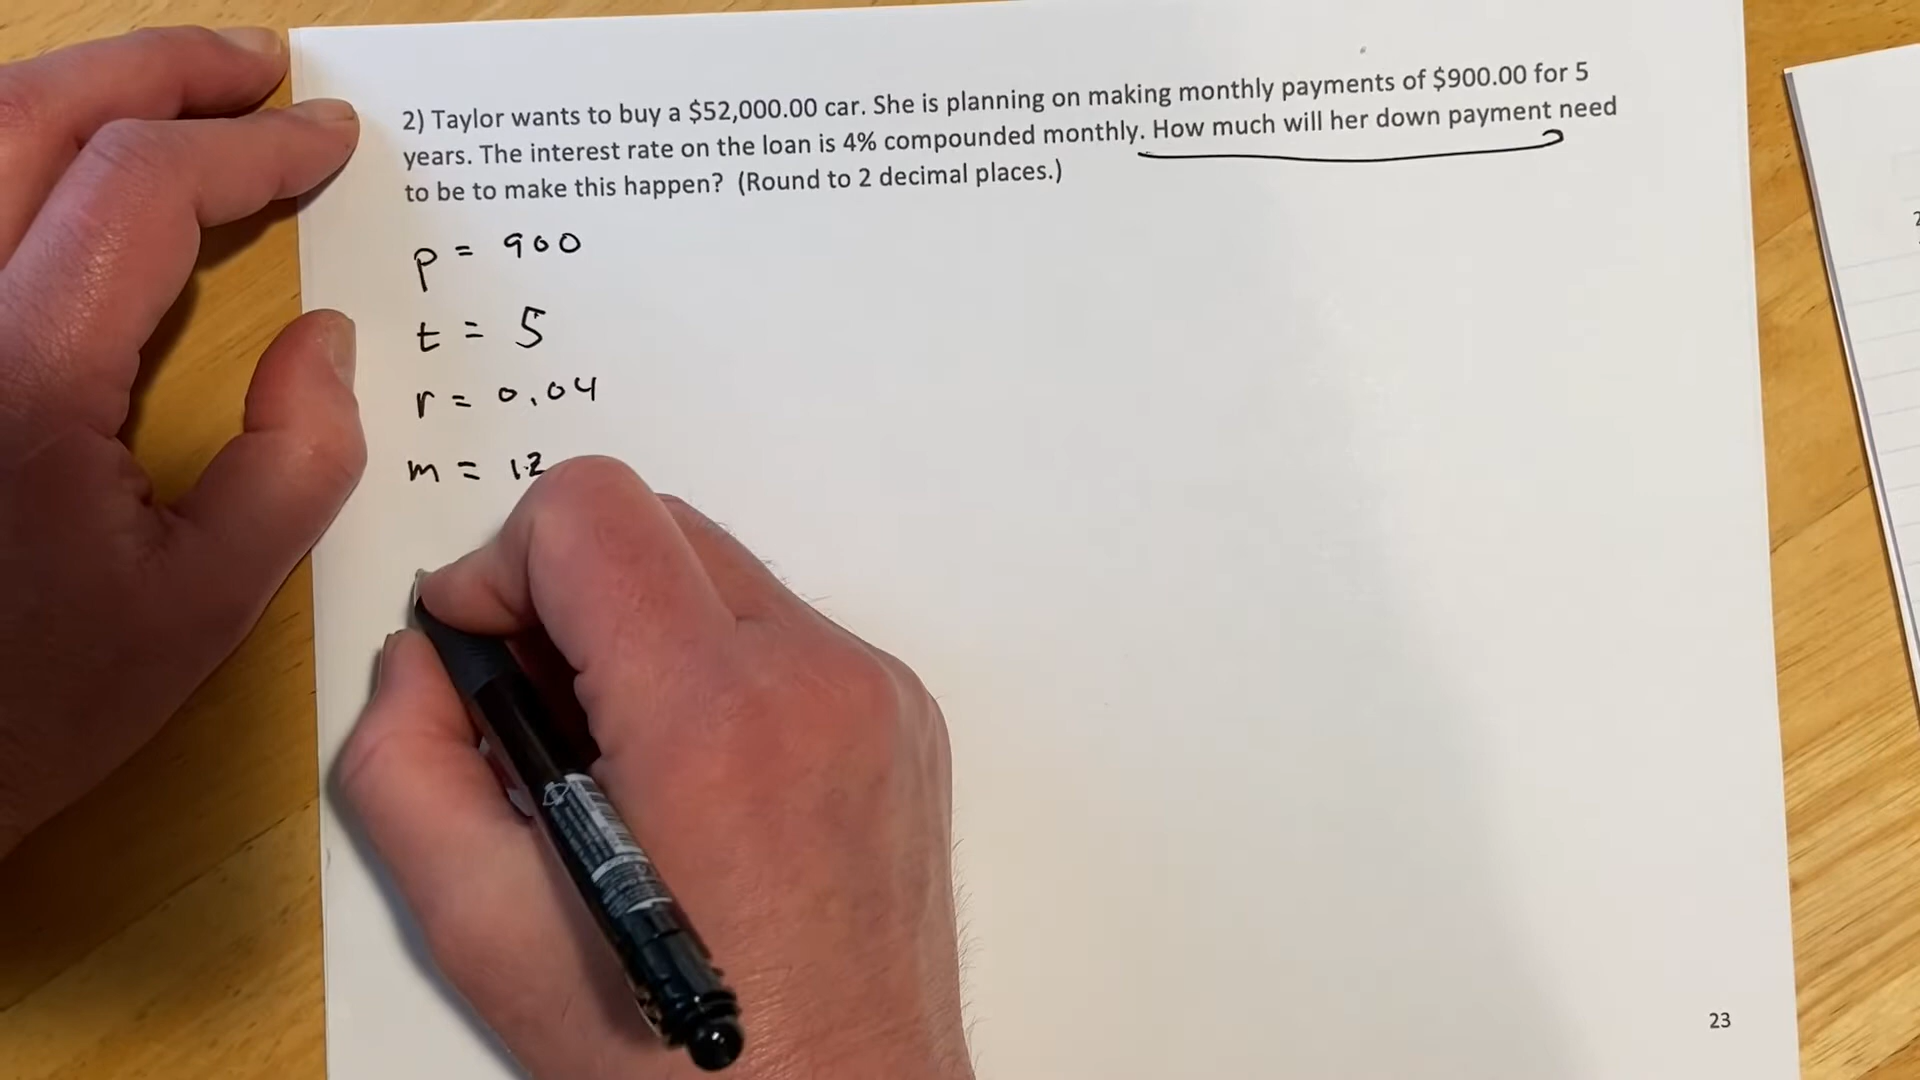 2) Taylor wants to buy a $52,000.00 car. She is planning on making monthly payments of $900.00 for 5
years. The interest rate on the loan is 4% compounded monthly. How much will her down payment need
to be to make this happen? (Round to 2 decimal places.)
p = 900
t = 5
r = 0.04
m = 12
23
2